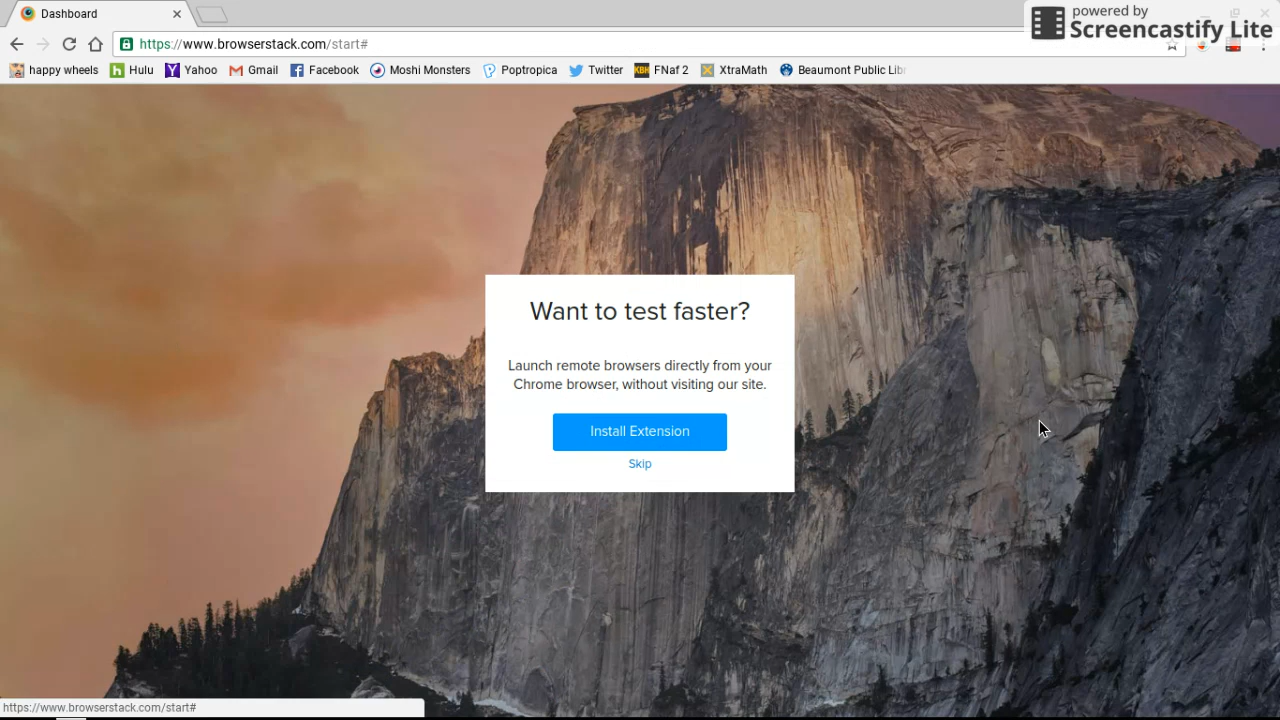 Dashboard
powered by
Screencastify Lite
https://www.browserstack.com/start#
happy wheels
Hulu
Yahoo
Gmail
Facebook
Moshi Monsters
Poptropica
Twitter
KBH
FNaf 2
XtraMath
Beaumont Public Libr
Want to test faster?
Launch remote browsers directly from your
Chrome browser, without visiting our site.
Install Extension
Skip
https://www.browserstack.com/start#